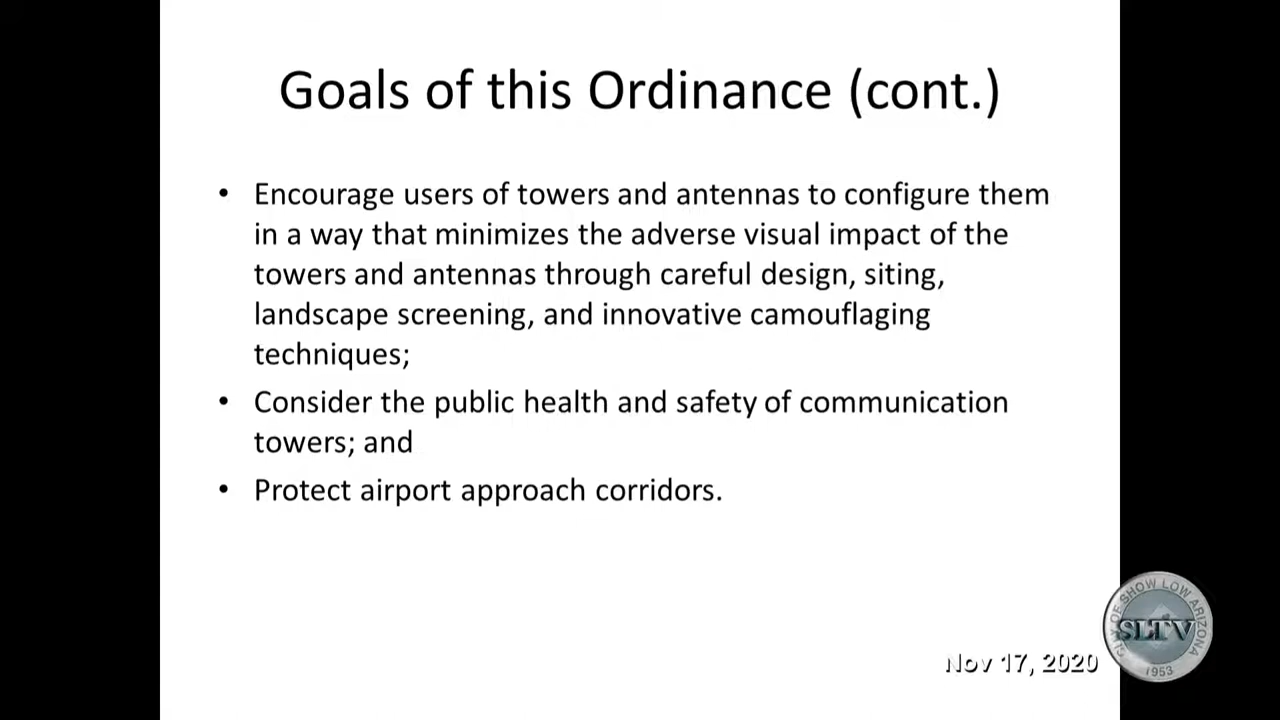 Goals of this Ordinance (cont.)
• Encourage users of towers and antennas to configure them
in a way that minimizes the adverse visual impact of the
towers and antennas through careful design, siting,
landscape screening, and innovative camouflaging
techniques;
• Consider the public health and safety of communication
towers; and
• Protect airport approach corridors.
CITY OF SHOW LOW ARIZONA
SLTV
1953
Nov 17, 2020